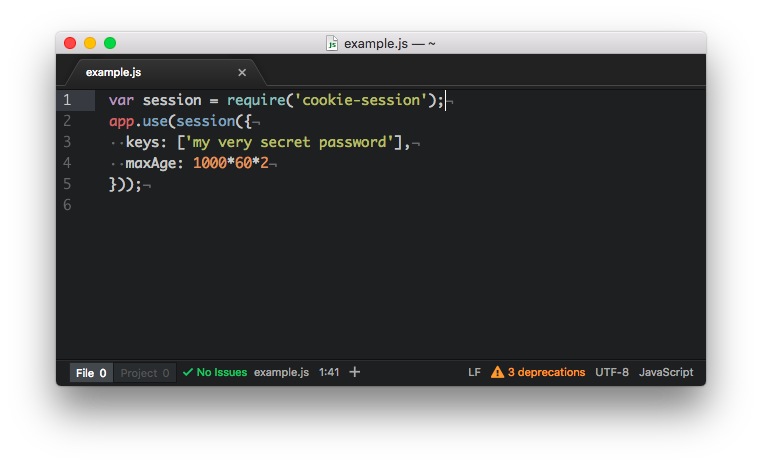 example.js — ~
example.js
1 var session = require('cookie-session');¬
2 app.use(session({¬
3 ··keys: ['my very secret password'],¬
4 ··maxAge: 1000*60*2¬
5 }));¬
6
File 0 Project 0 No Issues example.js 1:41 + LF 3 deprecations UTF-8 JavaScript